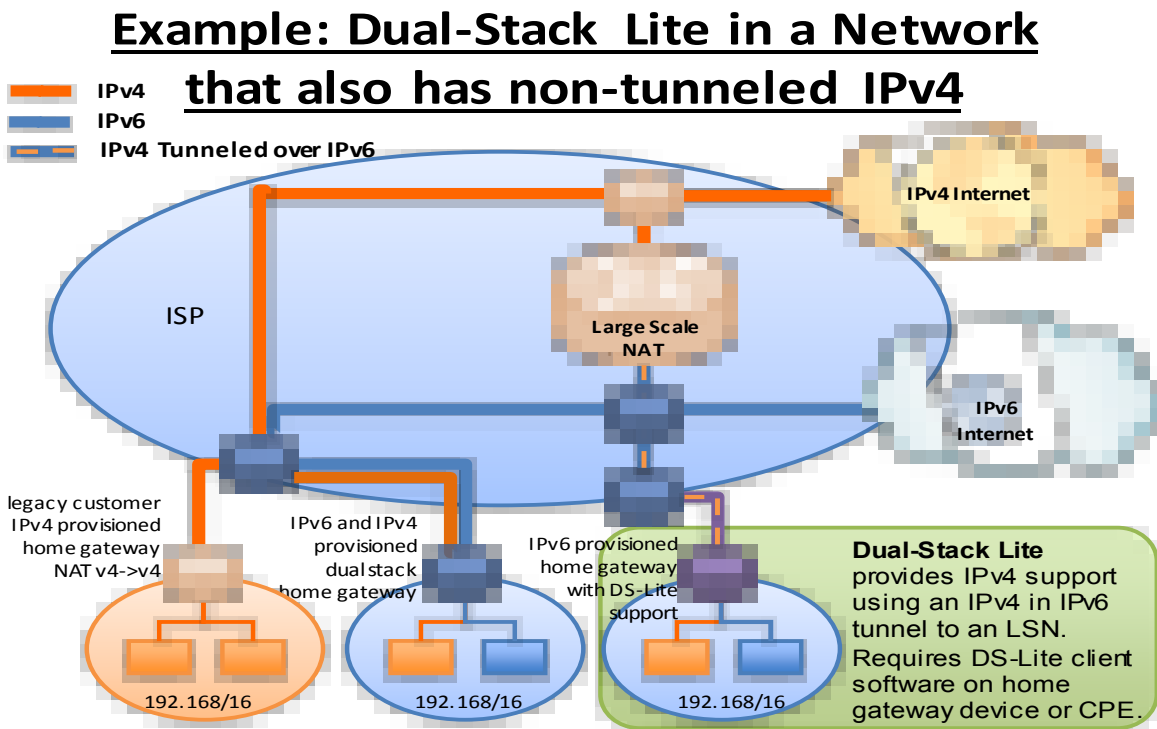 Example: Dual-Stack Lite in a Network
that also has non-tunneled IPv4
IPv4
IPv6
IPv4 Tunneled over IPv6
IPv4 Internet
ISP
Large Scale
NAT
IPv6
Internet
legacy customer
IPv4 provisioned
home gateway
NAT v4->v4
IPv6 and IPv4
provisioned
dual stack
home gateway
IPv6 provisioned
home gateway
with DS-Lite
support
Dual-Stack Lite
provides IPv4 support
using an IPv4 in IPv6
tunnel to an LSN.
Requires DS-Lite client
software on home
gateway device or CPE.
192.168/16
192.168/16
192.168/16